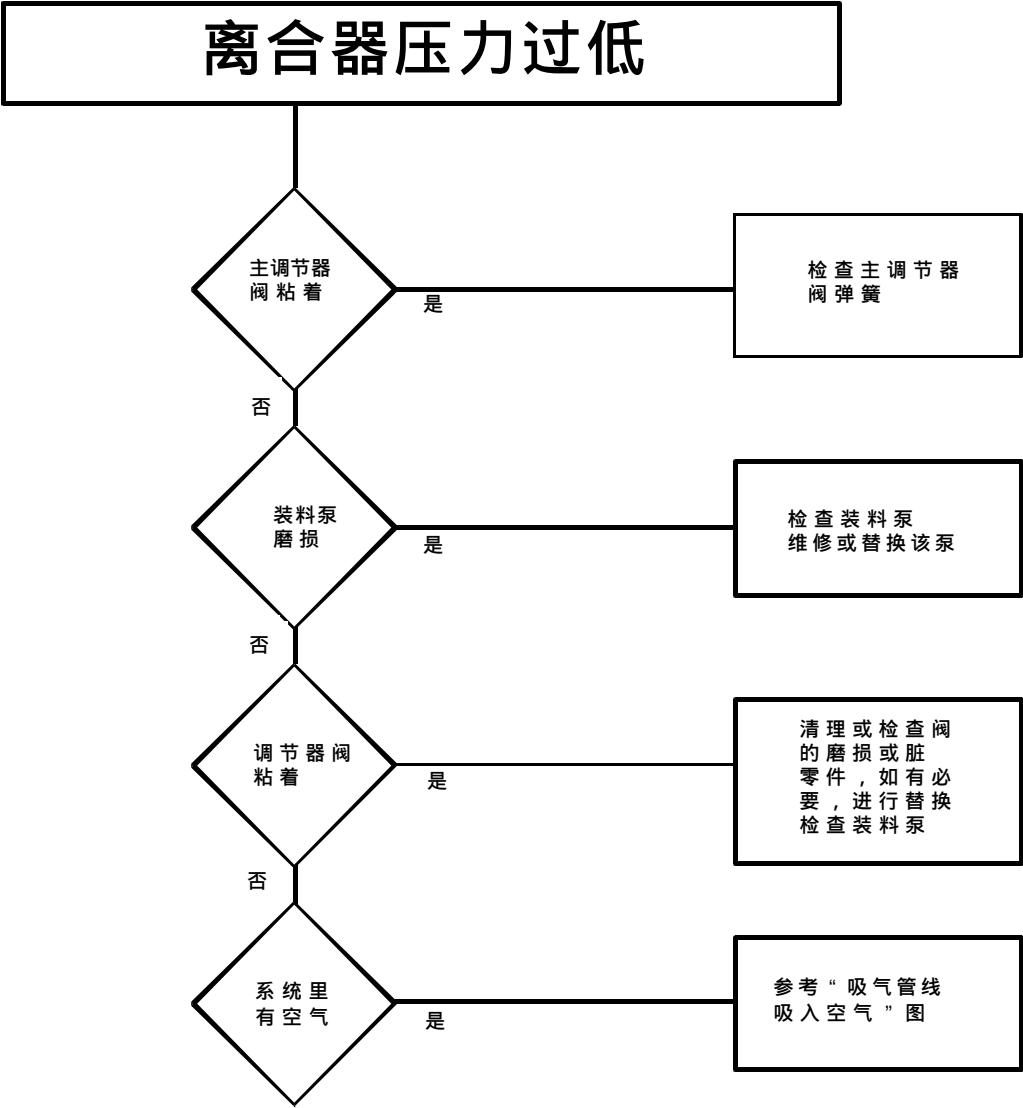 离合器压力过低
主调节器
阀粘着
是
检查主调节器
阀弹簧
否
装料泵
磨损
是
检查装料泵
维修或替换该泵
否
调节器阀
粘着
是
清理或检查阀
的磨损或脏
零件，如有必
要，进行替换
检查装料泵
否
系统里
有空气
是
参考“吸气管线
吸入空气”图